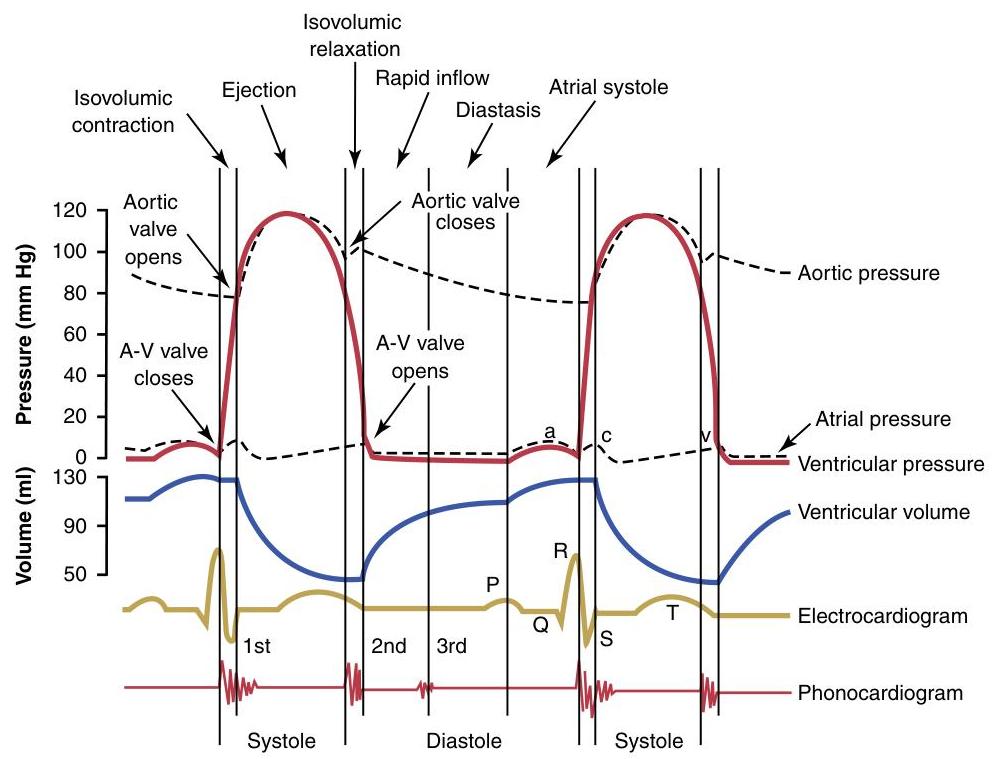 Isovolumic
relaxation
Rapid inflow
Ejection
Isovolumic
contraction
Atrial systole
Diastasis
Aortic
valve
opens
Aortic valve
closes
A-V valve
closes
A-V valve
opens
Pressure (mm Hg)
120
100
80
60
40
20
0
Aortic pressure
a
c
v
Atrial pressure
Ventricular pressure
Volume (ml)
130
90
50
Ventricular volume
R
P
Q
S
T
Electrocardiogram
1st
2nd
3rd
Phonocardiogram
Systole
Diastole
Systole